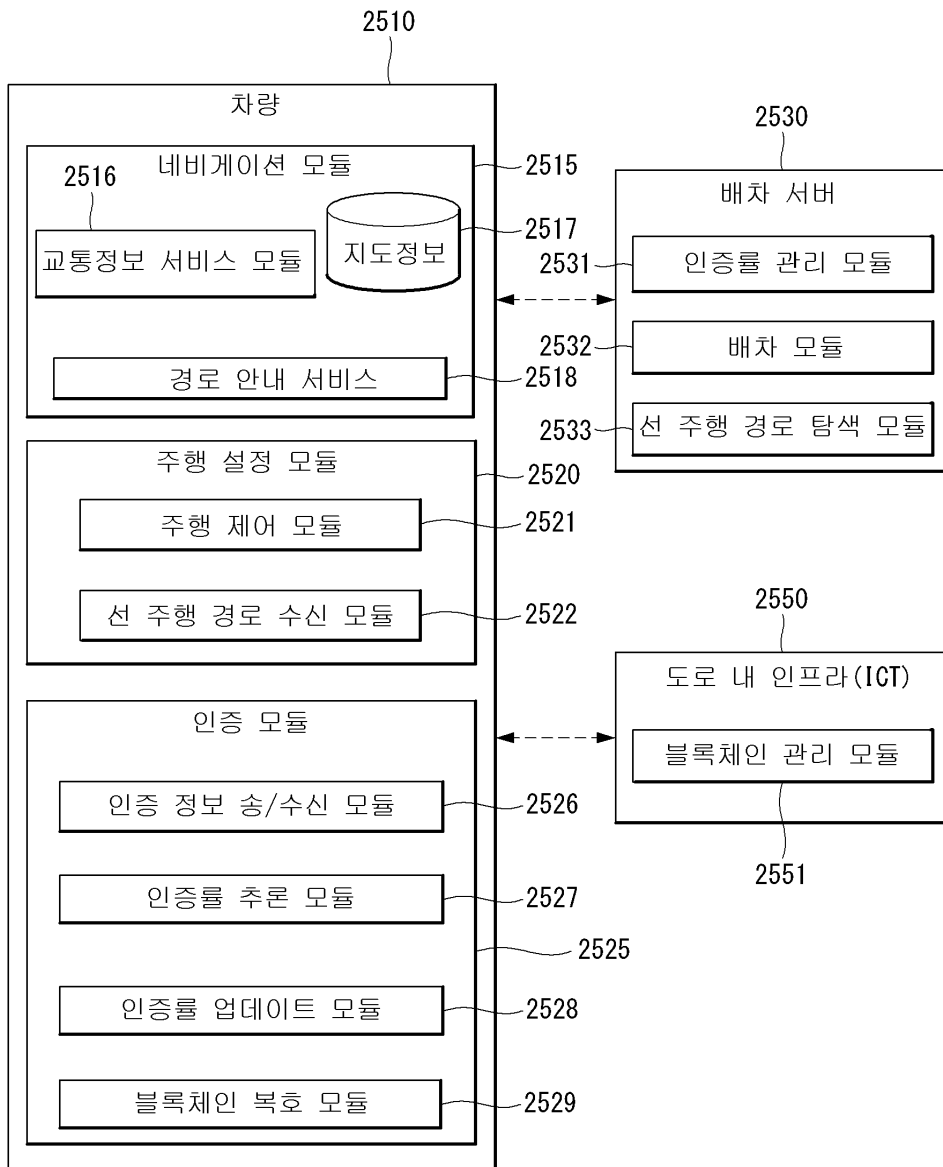 2510
차량
네비게이션 모듈
2515
2516
교통정보 서비스 모듈
지도정보
2517
경로 안내 서비스
2518
주행 설정 모듈
2520
주행 제어 모듈
2521
선 주행 경로 수신 모듈
2522
인증 모듈
인증 정보 송/수신 모듈
2526
인증률 추론 모듈
2527
2525
인증률 업데이트 모듈
2528
블록체인 복호 모듈
2529
2530
배차 서버
2531
인증률 관리 모듈
2532
배차 모듈
2533
선 주행 경로 탐색 모듈
2550
도로 내 인프라(ICT)
블록체인 관리 모듈
2551